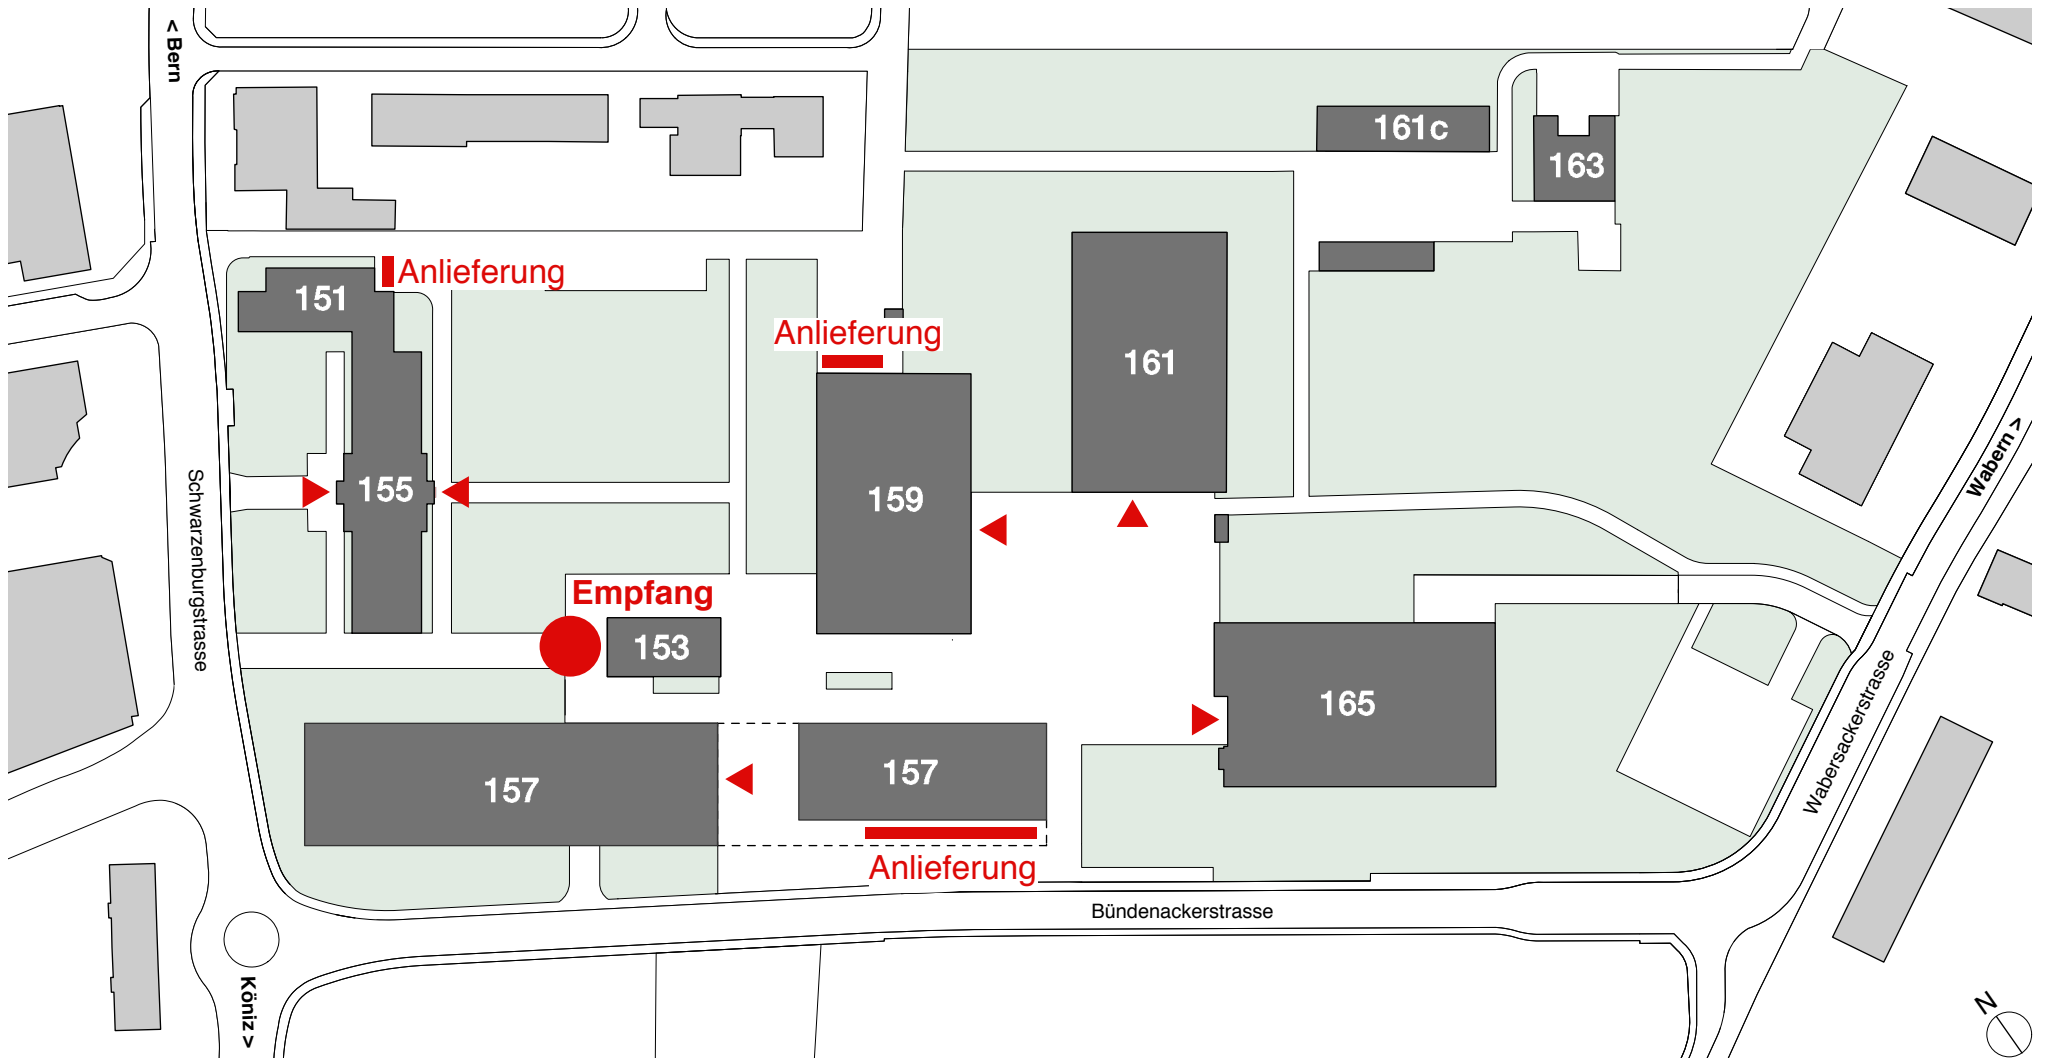 < Bern
161c
163
Anlieferung
151
Anlieferung
161
Wabern >
155
159
Schwarzenburgstrasse
Empfang
153
165
Wabersackerstrasse
157
157
Anlieferung
Bündenackerstrasse
Köniz >
N